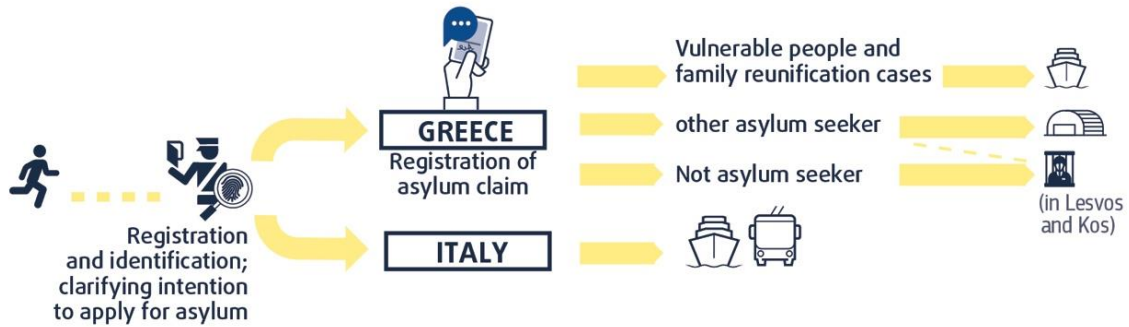 Vulnerable people and
family reunification cases
GREECE
Registration of
asylum claim
other asylum seeker
Not asylum seeker
(in Lesvos
and Kos)
Registration
and identification;
clarifying intention
to apply for asylum
ITALY